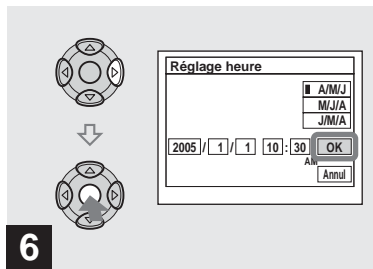 Réglage heure
A/M/J
M/J/A
J/M/A
2005 / 1 / 1 10 : 30 OK
AM
Annul
6